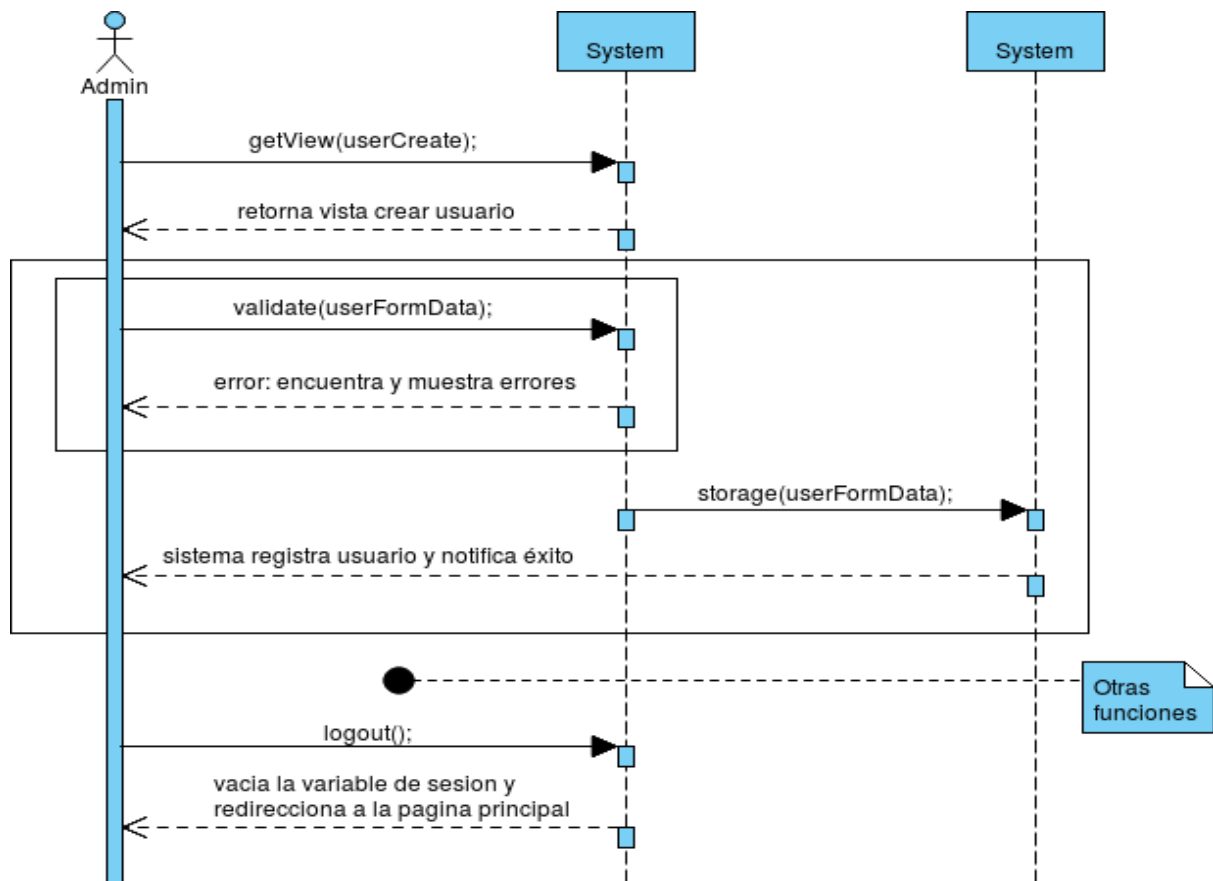 System
System
Admin
getView(userCreate);
retorna vista crear usuario
validate(userFormData);
error: encuentra y muestra errores
storage(userFormData);
sistema registra usuario y notifica éxito
Otras
funciones
logout();
vacia la variable de sesion y
redirecciona a la pagina principal